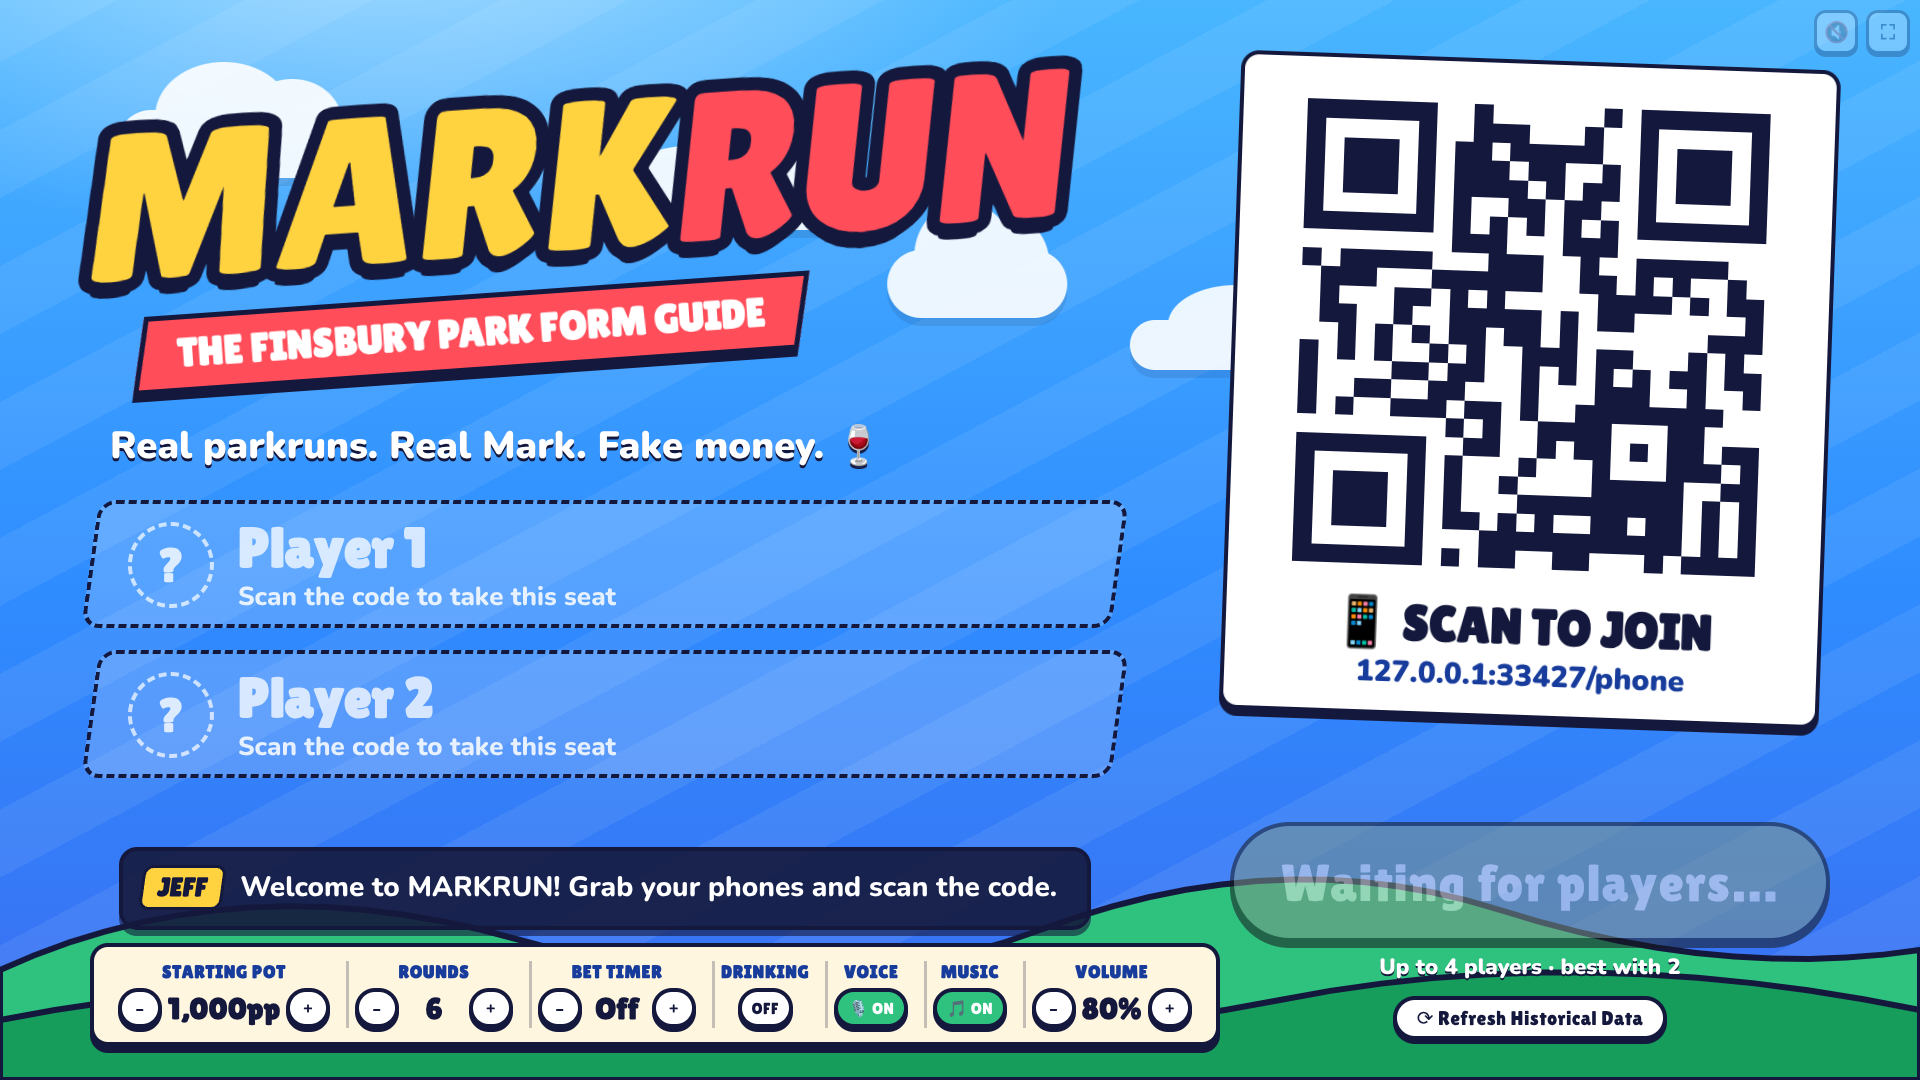 MARKRUN
THE FINSBURY PARK FORM GUIDE
Real parkruns. Real Mark. Fake money.
?
Player 1
Scan the code to take this seat
?
Player 2
Scan the code to take this seat
SCAN TO JOIN
127.0.0.1:33427/phone
JEFF Welcome to MARKRUN! Grab your phones and scan the code.
Waiting for players...
Up to 4 players · best with 2
Refresh Historical Data
STARTING POT
- 1,000pp +
ROUNDS
- 6 +
BET TIMER
- Off +
DRINKING
OFF
VOICE
ON
MUSIC
ON
VOLUME
- 80% +